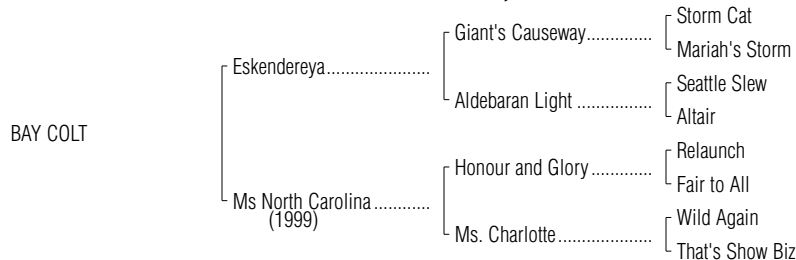 Storm Cat
Giant's Causeway..............
Mariah's Storm
Eskendereya......................
Seattle Slew
Aldebaran Light ................
Altair
BAY COLT
Relaunch
Honour and Glory.............
Fair to All
Ms North Carolina............
(1999)
Wild Again
Ms. Charlotte....................
That's Show Biz